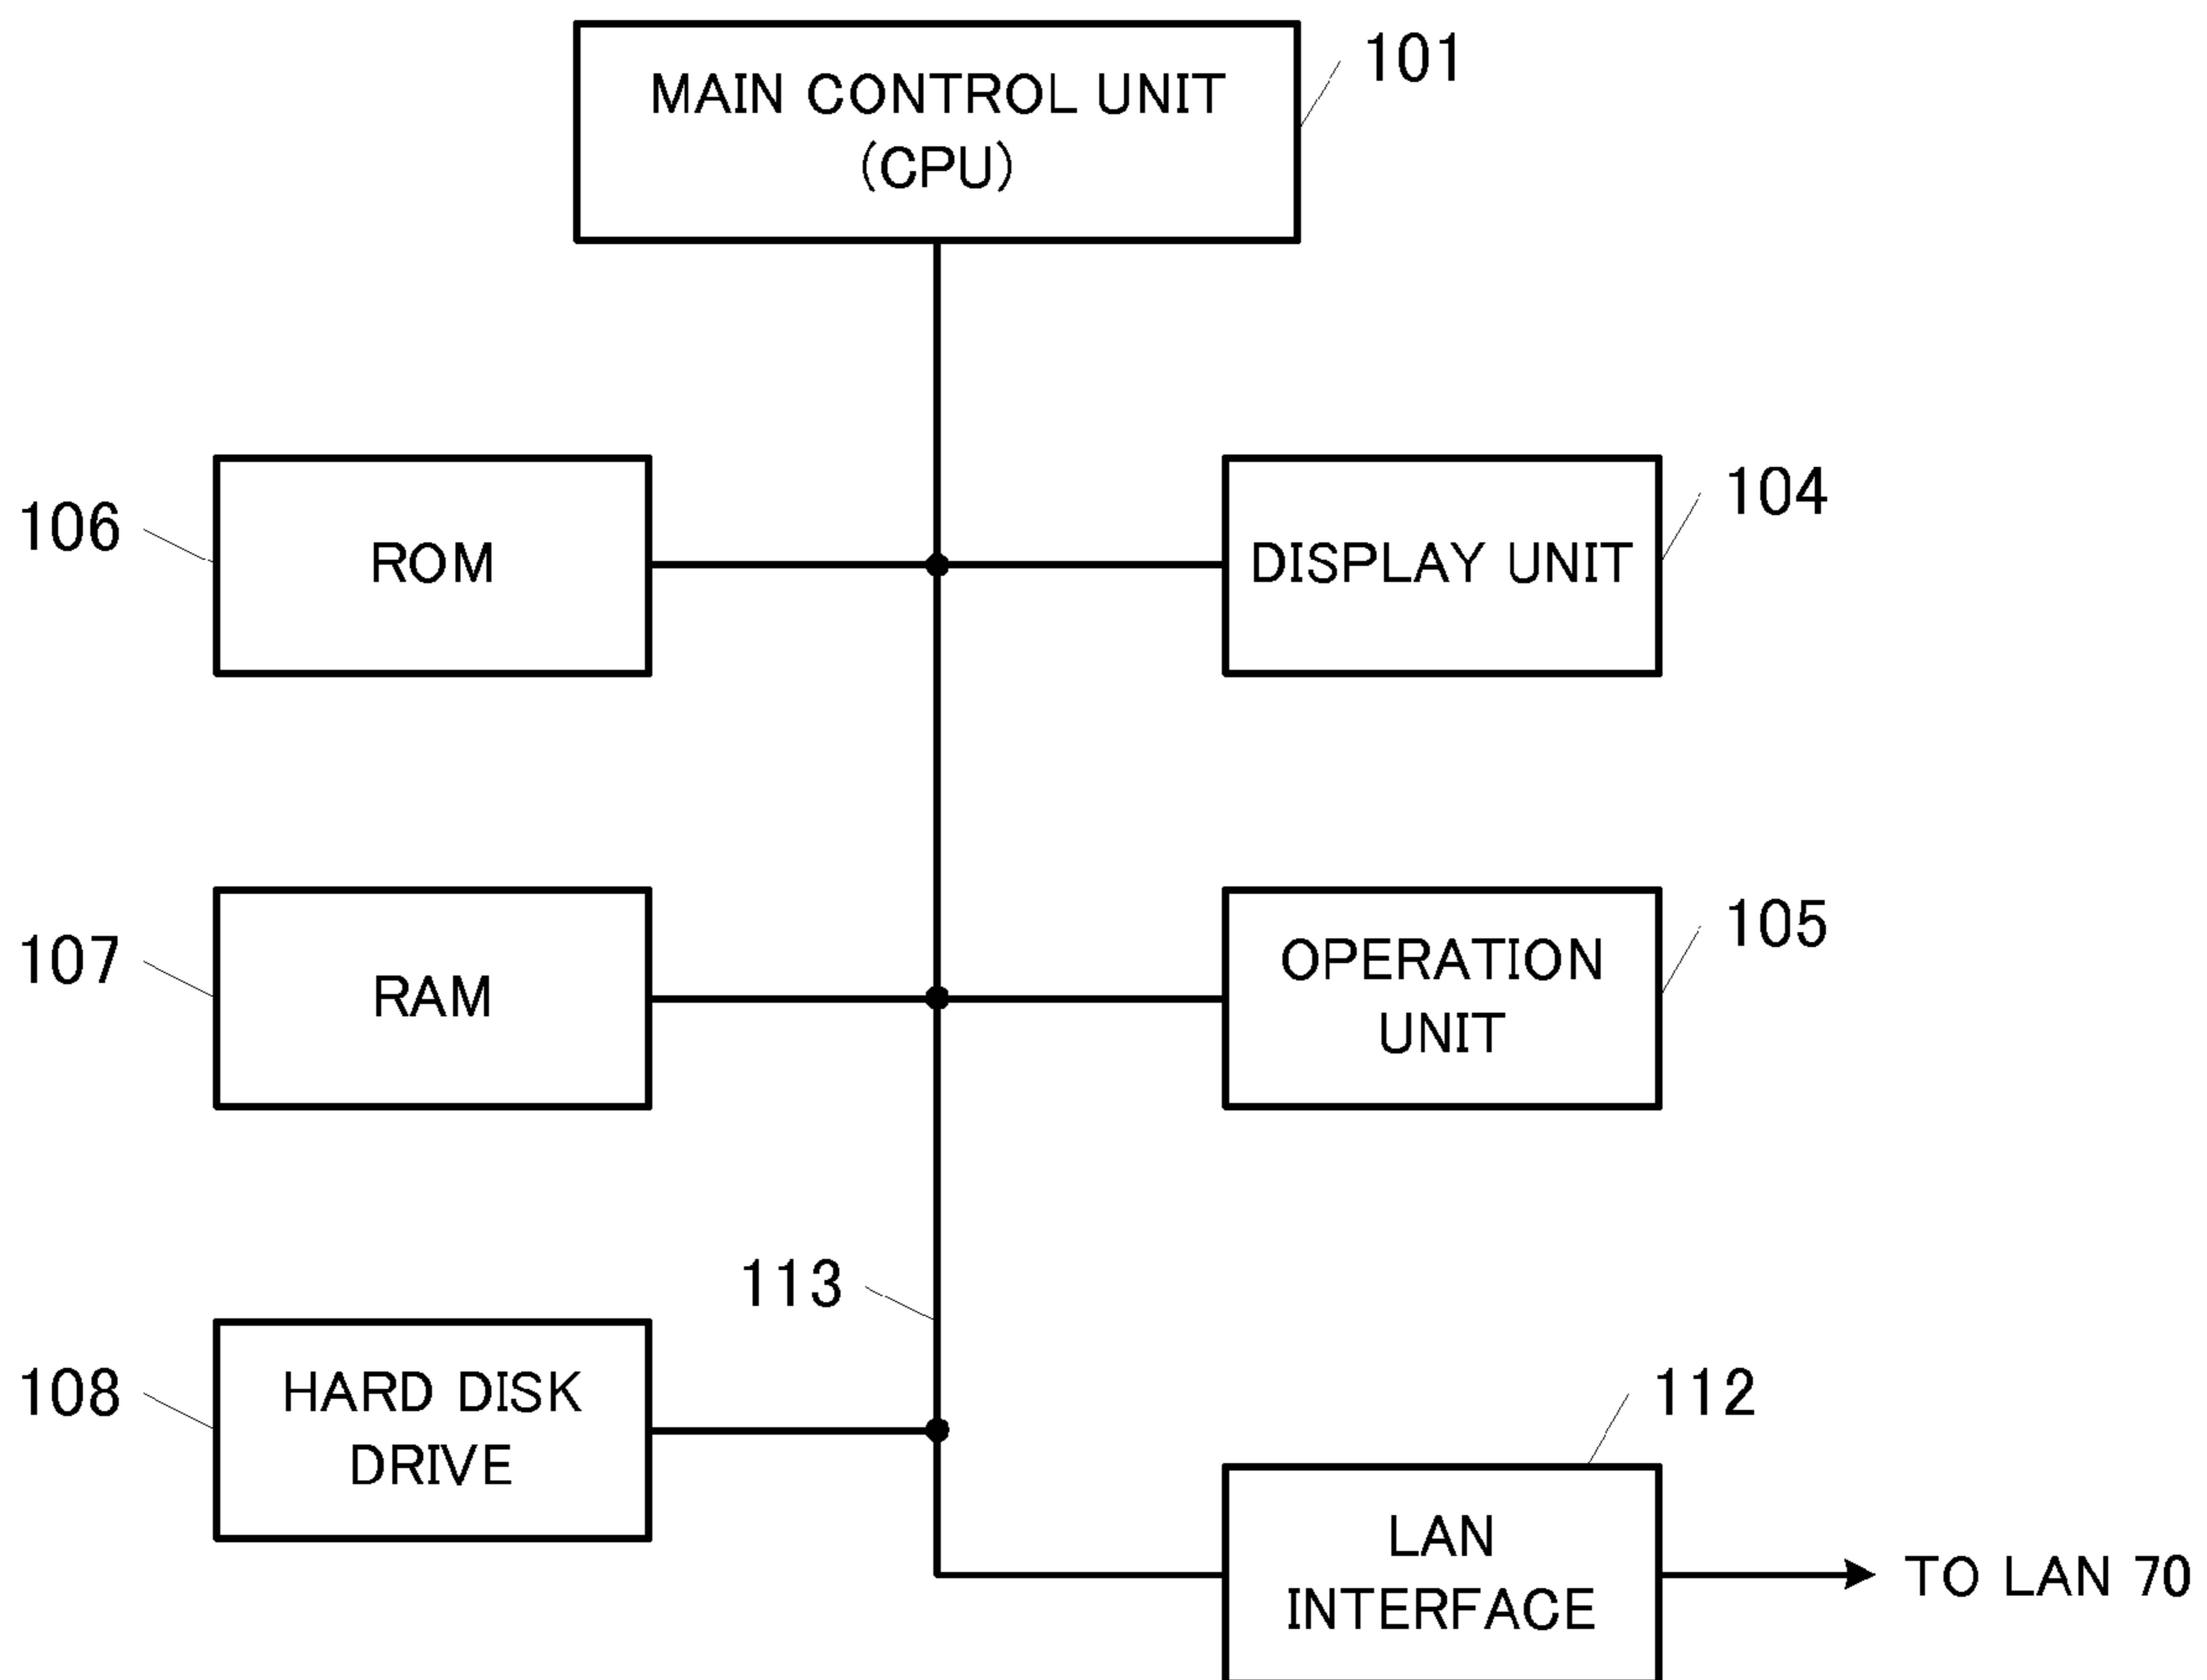 101
MAIN CONTROL UNIT
(CPU)
106
ROM
104
DISPLAY UNIT
107
RAM
105
OPERATION
UNIT
113
108
HARD DISK
DRIVE
112
LAN
INTERFACE
TO LAN 70